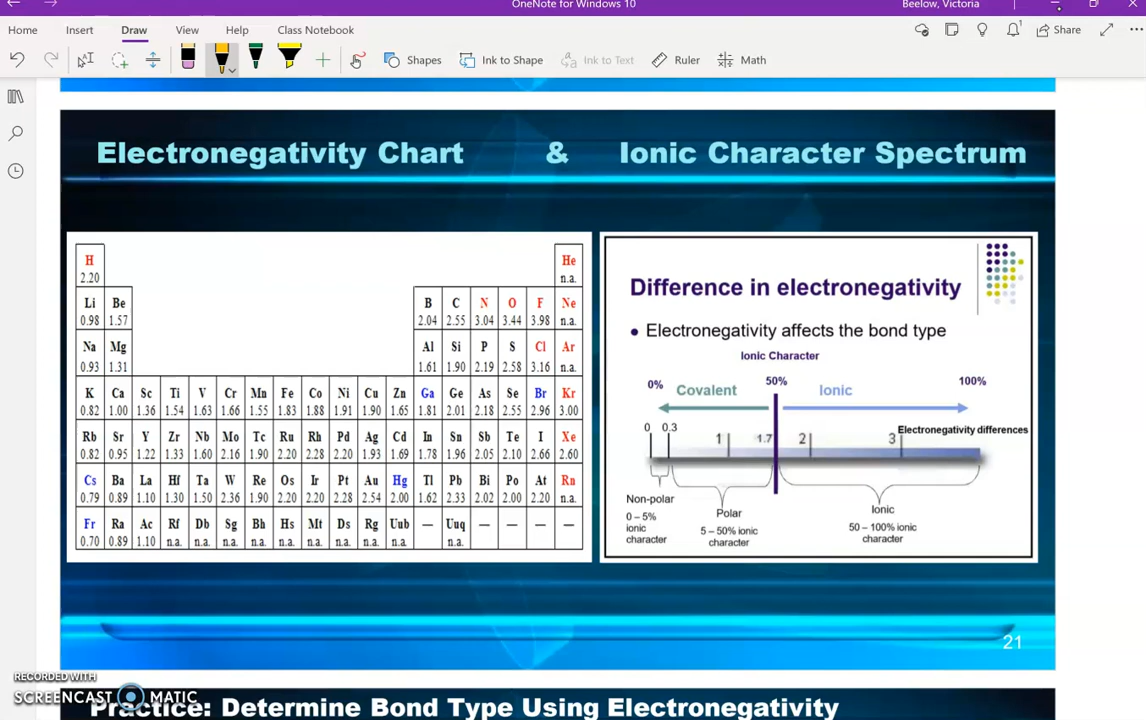 OneNote for Windows 10
Beelow, Victoria
Home Insert Draw View Help Class Notebook
Share
Shapes Ink to Shape Ink to Text Ruler Math
Electronegativity Chart & Ionic Character Spectrum
H He
2.20 n.a.
Li Be B C N O F Ne
0.98 1.57 2.04 2.55 3.04 3.44 3.98 n.a.
Na Mg Al Si P S Cl Ar
0.93 1.31 1.61 1.90 2.19 2.58 3.16 n.a.
K Ca Sc Ti V Cr Mn Fe Co Ni Cu Zn Ga Ge As Se Br Kr
0.82 1.00 1.36 1.54 1.63 1.66 1.55 1.83 1.88 1.91 1.90 1.65 1.81 2.01 2.18 2.55 2.96 3.00
Rb Sr Y Zr Nb Mo Tc Ru Rh Pd Ag Cd In Sn Sb Te I Xe
0.82 0.95 1.22 1.33 1.60 2.16 1.90 2.20 2.28 2.20 1.93 1.69 1.78 1.96 2.05 2.10 2.66 2.60
Cs Ba La Hf Ta W Re Os Ir Pt Au Hg Tl Pb Bi Po At Rn
0.79 0.89 1.10 1.30 1.50 2.36 1.90 2.20 2.20 2.28 2.54 2.00 1.62 2.33 2.02 2.00 2.20 n.a.
Fr Ra Ac Rf Db Sg Bh Hs Mt Ds Rg Uub — Uuq — — — —
0.70 0.89 1.10 n.a. n.a. n.a. n.a. n.a. n.a. n.a. n.a. n.a. n.a.
Difference in electronegativity
• Electronegativity affects the bond type
Ionic Character
0% Covalent 50% Ionic 100%
Electronegativity differences
0 0.3 1 1.7 2 3
Non-polar
0 – 5%
ionic
character
Polar
5 – 50% ionic
character
Ionic
50 – 100% ionic
character
21
RECORDED WITH
SCREENCAST MATIC
Practice: Determine Bond Type Using Electronegativity